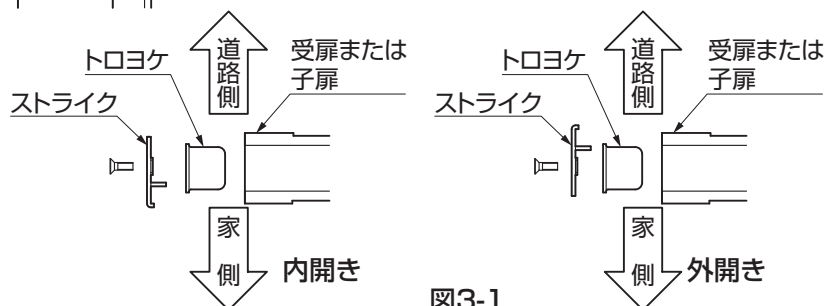 道路側
トロヨケ
受扉または
子扉
ストライク
家側
内開き
道路側
トロヨケ
受扉または
子扉
ストライク
家側
外開き
図3-1